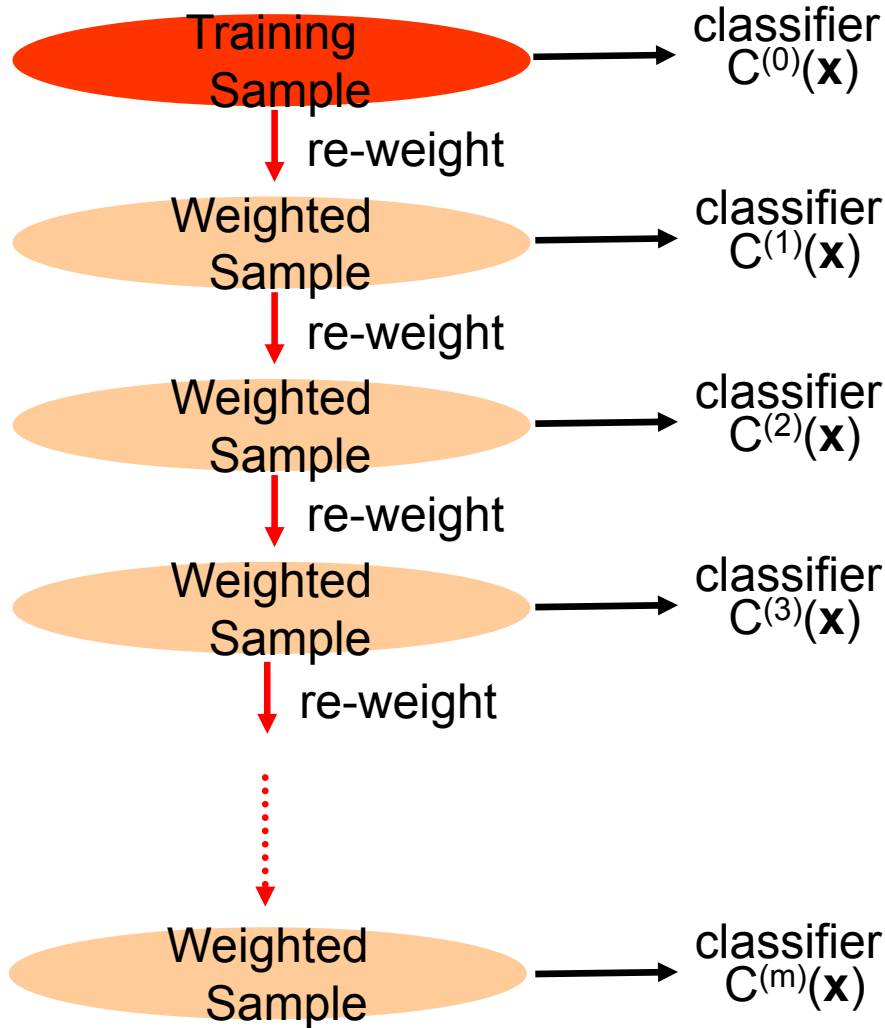 Training
Sample
classifier
C⁽⁰⁾(x)
re-weight
Weighted
Sample
classifier
C⁽¹⁾(x)
re-weight
Weighted
Sample
classifier
C⁽²⁾(x)
re-weight
Weighted
Sample
classifier
C⁽³⁾(x)
re-weight
Weighted
Sample
classifier
C⁽ᵐ⁾(x)